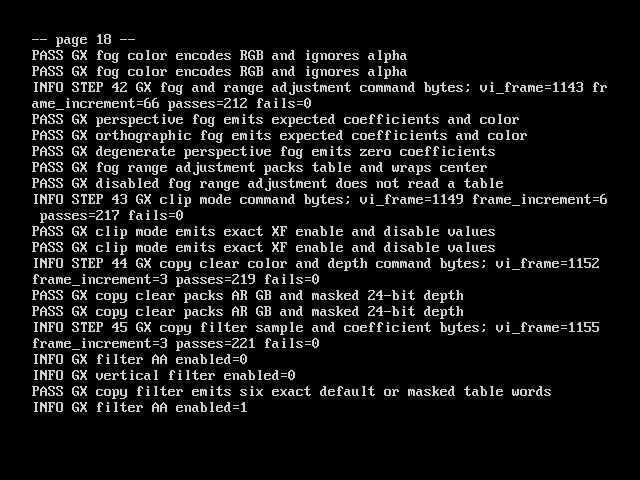 -- page 18 --
PASS GX fog color encodes RGB and ignores alpha
PASS GX fog color encodes RGB and ignores alpha
INFO STEP 42 GX fog and range adjustment command bytes; vi_frame=1143 fr
ame_increment=66 passes=212 fails=0
PASS GX perspective fog emits expected coefficients and color
PASS GX orthographic fog emits expected coefficients and color
PASS GX degenerate perspective fog emits zero coefficients
PASS GX fog range adjustment packs table and wraps center
PASS GX disabled fog range adjustment does not read a table
INFO STEP 43 GX clip mode command bytes; vi_frame=1149 frame_increment=6
 passes=217 fails=0
PASS GX clip mode emits exact XF enable and disable values
PASS GX clip mode emits exact XF enable and disable values
INFO STEP 44 GX copy clear color and depth command bytes; vi_frame=1152
frame_increment=3 passes=219 fails=0
PASS GX copy clear packs AR GB and masked 24-bit depth
PASS GX copy clear packs AR GB and masked 24-bit depth
INFO STEP 45 GX copy filter sample and coefficient bytes; vi_frame=1155
frame_increment=3 passes=221 fails=0
INFO GX filter AA enabled=0
INFO GX vertical filter enabled=0
PASS GX copy filter emits six exact default or masked table words
INFO GX filter AA enabled=1